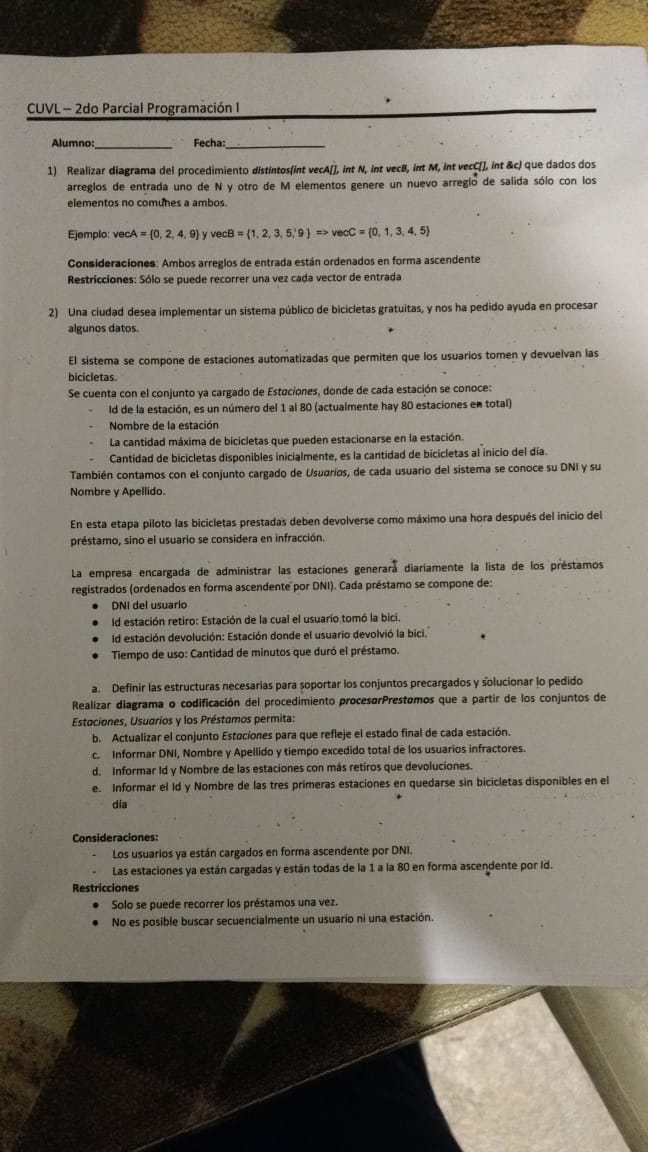 CUVL – 2do Parcial Programación I
Alumno:____________ Fecha:________________
1) Realizar diagrama del procedimiento distintos(int vecA[], int N, int vecB, int M, int vecC[], int &c) que dados dos
arreglos de entrada uno de N y otro de M elementos genere un nuevo arreglo de salida sólo con los
elementos no comunes a ambos.
Ejemplo: vecA = {0, 2, 4, 9} y vecB = {1, 2, 3, 5, 9 } => vecC = {0, 1, 3, 4, 5}
Consideraciones: Ambos arreglos de entrada están ordenados en forma ascendente
Restricciones: Sólo se puede recorrer una vez cada vector de entrada
2) Una ciudad desea implementar un sistema público de bicicletas gratuitas, y nos ha pedido ayuda en procesar
algunos datos.
El sistema se compone de estaciones automatizadas que permiten que los usuarios tomen y devuelvan las
bicicletas.
Se cuenta con el conjunto ya cargado de Estaciones, donde de cada estación se conoce:
- Id de la estación, es un número del 1 al 80 (actualmente hay 80 estaciones en total)
- Nombre de la estación
- La cantidad máxima de bicicletas que pueden estacionarse en la estación.
- Cantidad de bicicletas disponibles inicialmente, es la cantidad de bicicletas al inicio del día.
También contamos con el conjunto cargado de Usuarios, de cada usuario del sistema se conoce su DNI y su
Nombre y Apellido.
En esta etapa piloto las bicicletas prestadas deben devolverse como máximo una hora después del inicio del
préstamo, sino el usuario se considera en infracción.
La empresa encargada de administrar las estaciones generará diariamente la lista de los préstamos
registrados (ordenados en forma ascendente por DNI). Cada préstamo se compone de:
• DNI del usuario
• Id estación retiro: Estación de la cual el usuario tomó la bici.
• Id estación devolución: Estación donde el usuario devolvió la bici.
• Tiempo de uso: Cantidad de minutos que duró el préstamo.
a. Definir las estructuras necesarias para soportar los conjuntos precargados y solucionar lo pedido
Realizar diagrama o codificación del procedimiento procesarPrestamos que a partir de los conjuntos de
Estaciones, Usuarios y los Préstamos permita:
b. Actualizar el conjunto Estaciones para que refleje el estado final de cada estación.
c. Informar DNI, Nombre y Apellido y tiempo excedido total de los usuarios infractores.
d. Informar Id y Nombre de las estaciones con más retiros que devoluciones.
e. Informar el Id y Nombre de las tres primeras estaciones en quedarse sin bicicletas disponibles en el
día
Consideraciones:
- Los usuarios ya están cargados en forma ascendente por DNI.
- Las estaciones ya están cargadas y están todas de la 1 a la 80 en forma ascendente por Id.
Restricciones
• Solo se puede recorrer los préstamos una vez.
• No es posible buscar secuencialmente un usuario ni una estación.